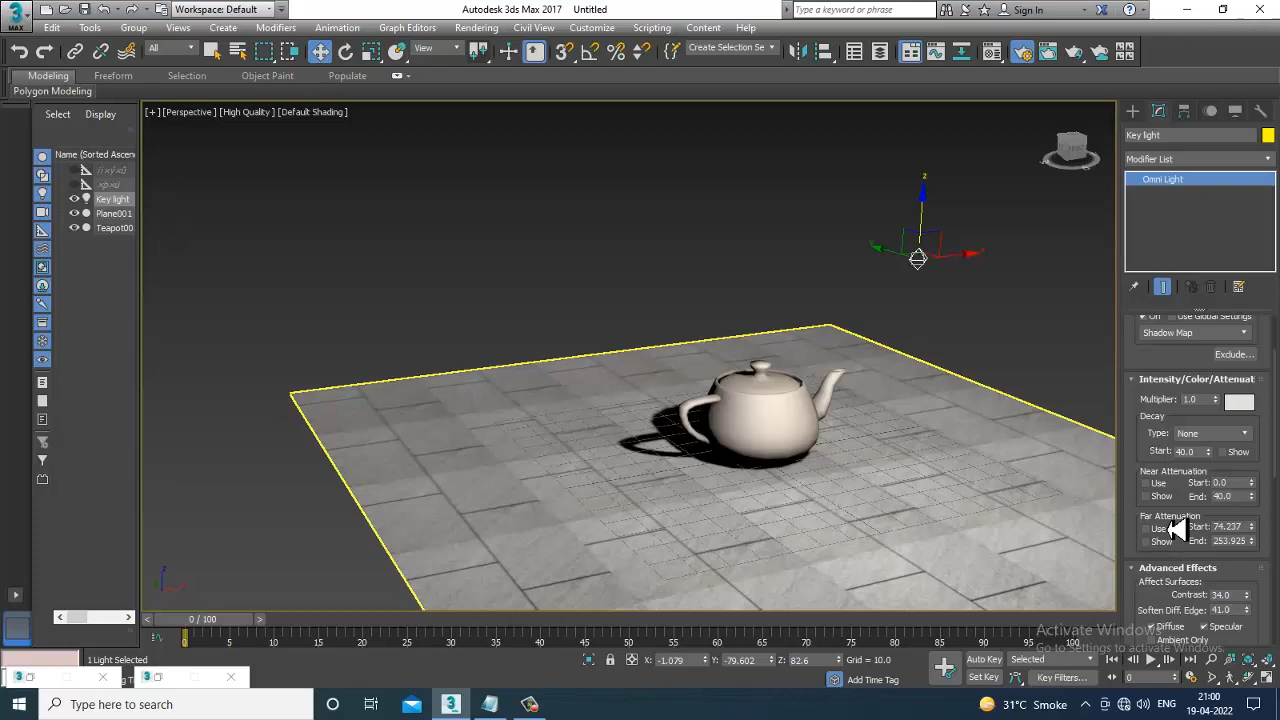 Workspace: Default
Autodesk 3ds Max 2017
Untitled
Type a keyword or phrase
Sign In
MAX
Edit
Tools
Group
Views
Create
Modifiers
Animation
Graph Editors
Rendering
Civil View
Customize
Scripting
Content
Help
All
View
Create Selection Se
Modeling
Freeform
Selection
Object Paint
Populate
Polygon Modeling
Select
Display
Name (Sorted Ascen
Key light
Plane001
Teapot00
[+] [Perspective] [High Quality] [Default Shading]
z
Key light
Modifier List
Omni Light
On
Use Global Settings
Shadow Map
Exclude...
Intensity/Color/Attenuat
Multiplier: 1.0
Decay
Type: None
Start: 40.0
Show
Near Attenuation
Use
Start: 0.0
Show
End: 40.0
Far Attenuation
Use
Start: 74.237
Show
End: 253.925
Advanced Effects
Affect Surfaces:
Contrast: 34.0
Soften Diff. Edge: 41.0
Diffuse
Specular
Ambient Only
0 / 100
0 5 10 15 20 25 30 35 40 45 50 55 60 65 70 75 80 85 90 95 100
Activate Windows
Go to Settings to activate Windows.
1 Light Selected
X: -1.079
Y: -79.602
Z: 82.6
Grid = 10.0
Add Time Tag
Auto Key
Selected
Set Key
Key Filters...
0
Type here to search
31°C Smoke
ENG
21:00
19-04-2022